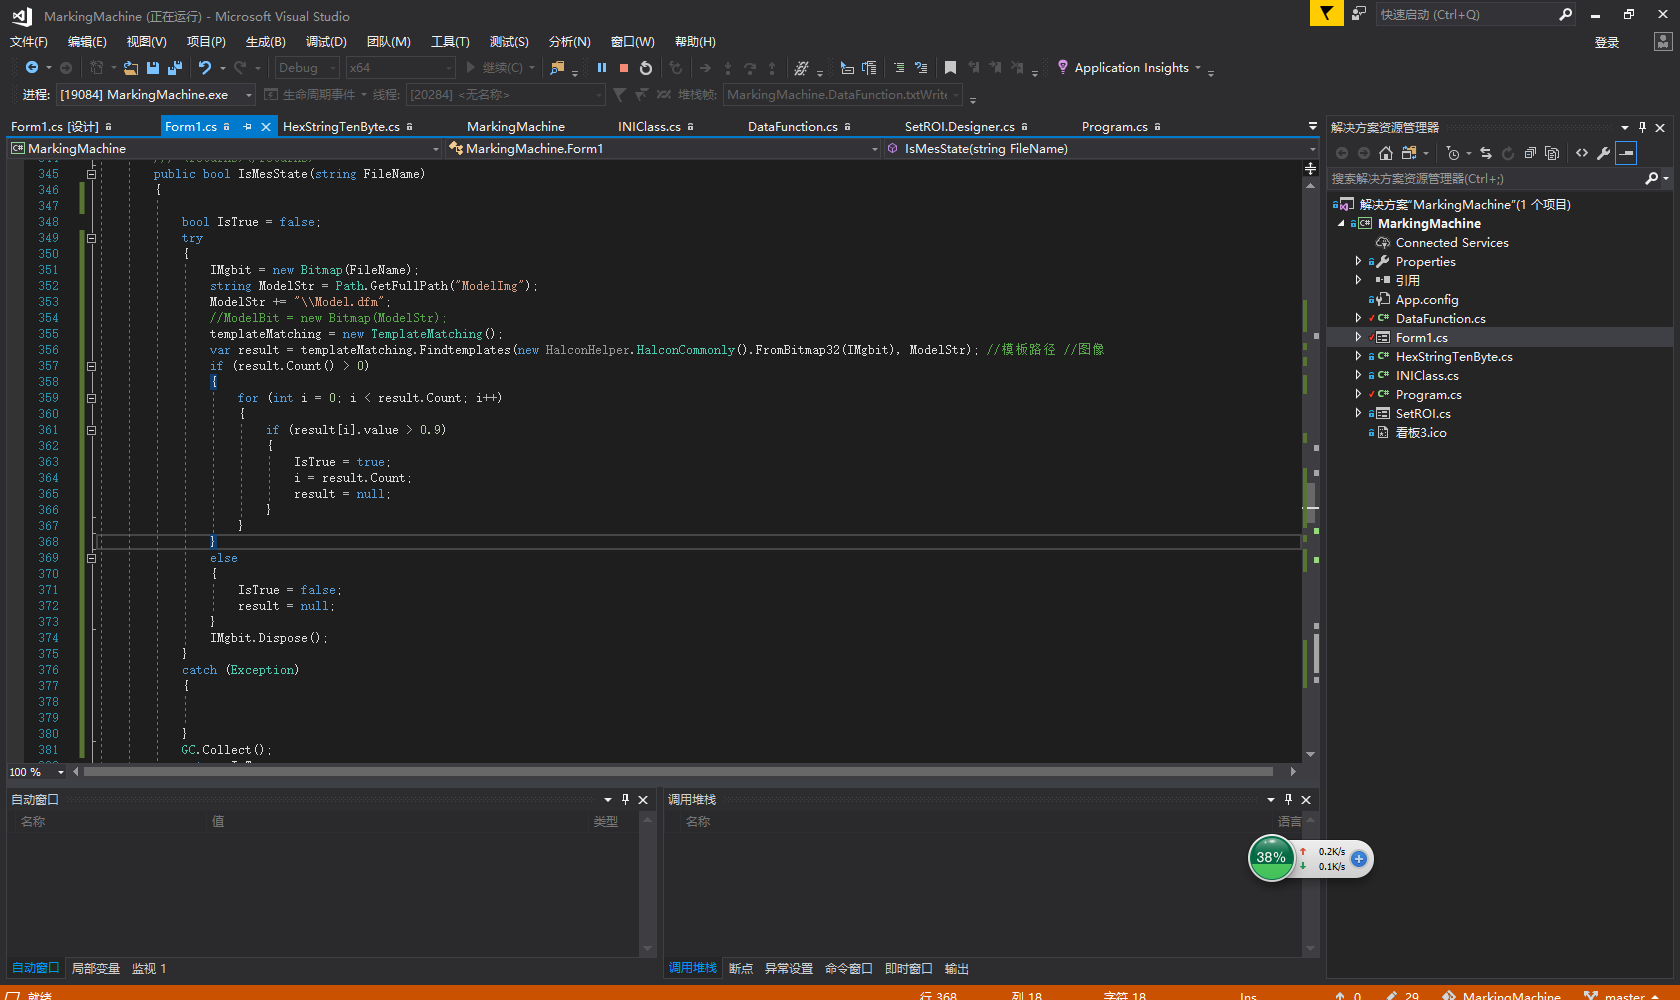 MarkingMachine (正在运行) - Microsoft Visual Studio
快速启动 (Ctrl+Q)
文件(F) 编辑(E) 视图(V) 项目(P) 生成(B) 调试(D) 团队(M) 工具(T) 测试(S) 分析(N) 窗口(W) 帮助(H)
登录
Debug x64 继续(C) Application Insights
进程: [19084] MarkingMachine.exe 生命周期事件 线程: [20284] <无名称> 堆栈帧: MarkingMachine.DataFunction.txtWrite
Form1.cs [设计] Form1.cs HexStringTenByte.cs MarkingMachine INIClass.cs DataFunction.cs SetROI.Designer.cs Program.cs
MarkingMachine MarkingMachine.Form1 IsMesState(string FileName)
345 public bool IsMesState(string FileName)
346 {
347
348 bool IsTrue = false;
349 try
350 {
351 IMgbit = new Bitmap(FileName);
352 string ModelStr = Path.GetFullPath("ModelImg");
353 ModelStr += "\\Model.dfm";
354 //ModelBit = new Bitmap(ModelStr);
355 templateMatching = new TemplateMatching();
356 var result = templateMatching.Findtemplates(new HalconHelper.HalconCommonly().FromBitmap32(IMgbit), ModelStr); //模板路径 //图像
357 if (result.Count() > 0)
358 {
359 for (int i = 0; i < result.Count; i++)
360 {
361 if (result[i].value > 0.9)
362 {
363 IsTrue = true;
364 i = result.Count;
365 result = null;
366 }
367 }
368 }
369 else
370 {
371 IsTrue = false;
372 result = null;
373 }
374 IMgbit.Dispose();
375 }
376 catch (Exception)
377 {
378
379
380 }
381 GC.Collect();
100 %
解决方案资源管理器
搜索解决方案资源管理器(Ctrl+;)
解决方案"MarkingMachine"(1 个项目)
MarkingMachine
Connected Services
Properties
引用
App.config
DataFunction.cs
Form1.cs
HexStringTenByte.cs
INIClass.cs
Program.cs
SetROI.cs
看板3.ico
自动窗口
名称 值 类型
自动窗口 局部变量 监视 1
调用堆栈
名称 语言
38% 0.2K/s
0.1K/s
调用堆栈 断点 异常设置 命令窗口 即时窗口 输出
就绪 行 368 列 18 字符 18 Ins 0 29 MarkingMachine master